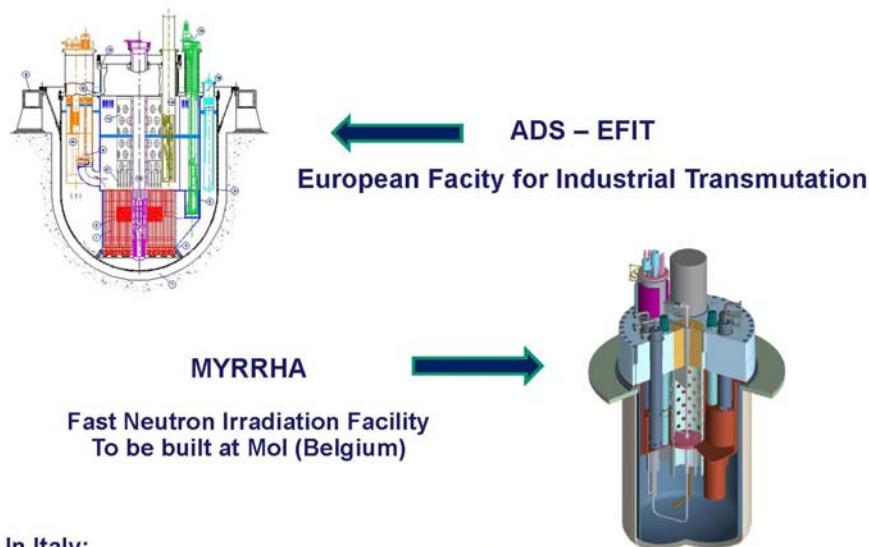 ADS – EFIT
European Facity for Industrial Transmutation
MYRRHA
Fast Neutron Irradiation Facility
To be built at Mol (Belgium)
In Italy: